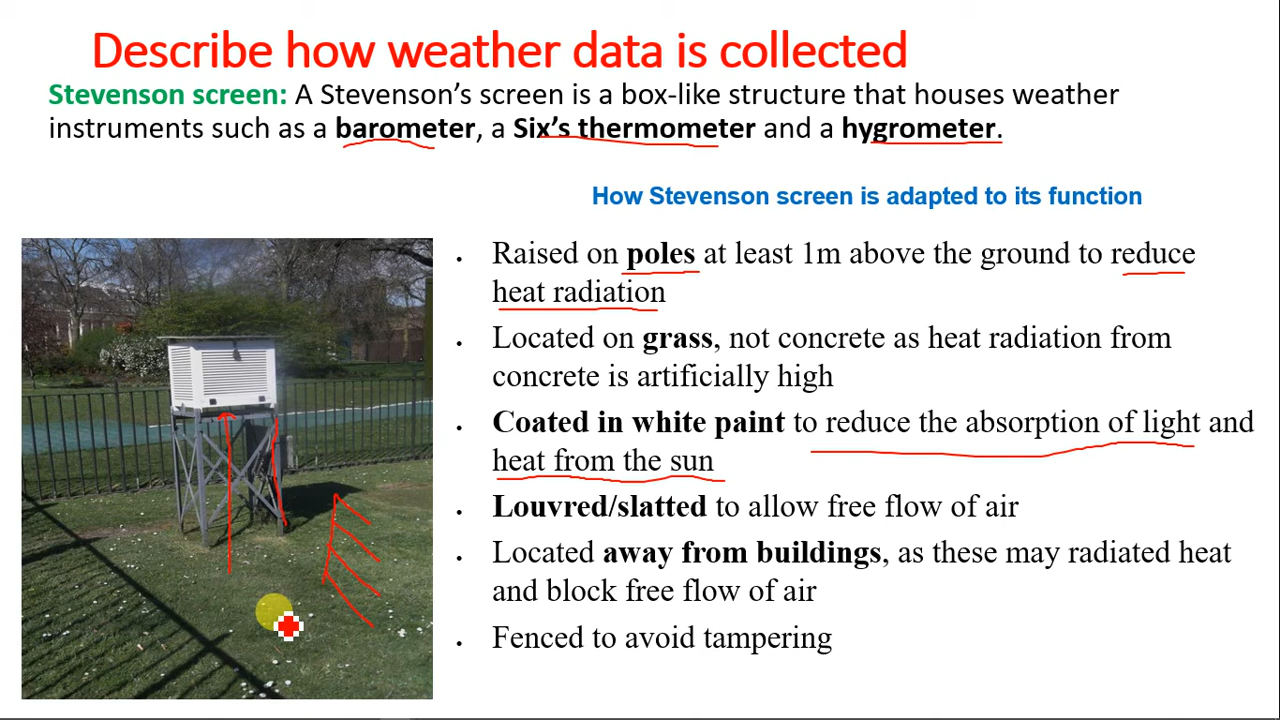 Describe how weather data is collected
Stevenson screen: A Stevenson’s screen is a box-like structure that houses weather
instruments such as a barometer, a Six’s thermometer and a hygrometer.
How Stevenson screen is adapted to its function
• Raised on poles at least 1m above the ground to reduce
heat radiation
• Located on grass, not concrete as heat radiation from
concrete is artificially high
• Coated in white paint to reduce the absorption of light and
heat from the sun
• Louvred/slatted to allow free flow of air
• Located away from buildings, as these may radiated heat
and block free flow of air
• Fenced to avoid tampering